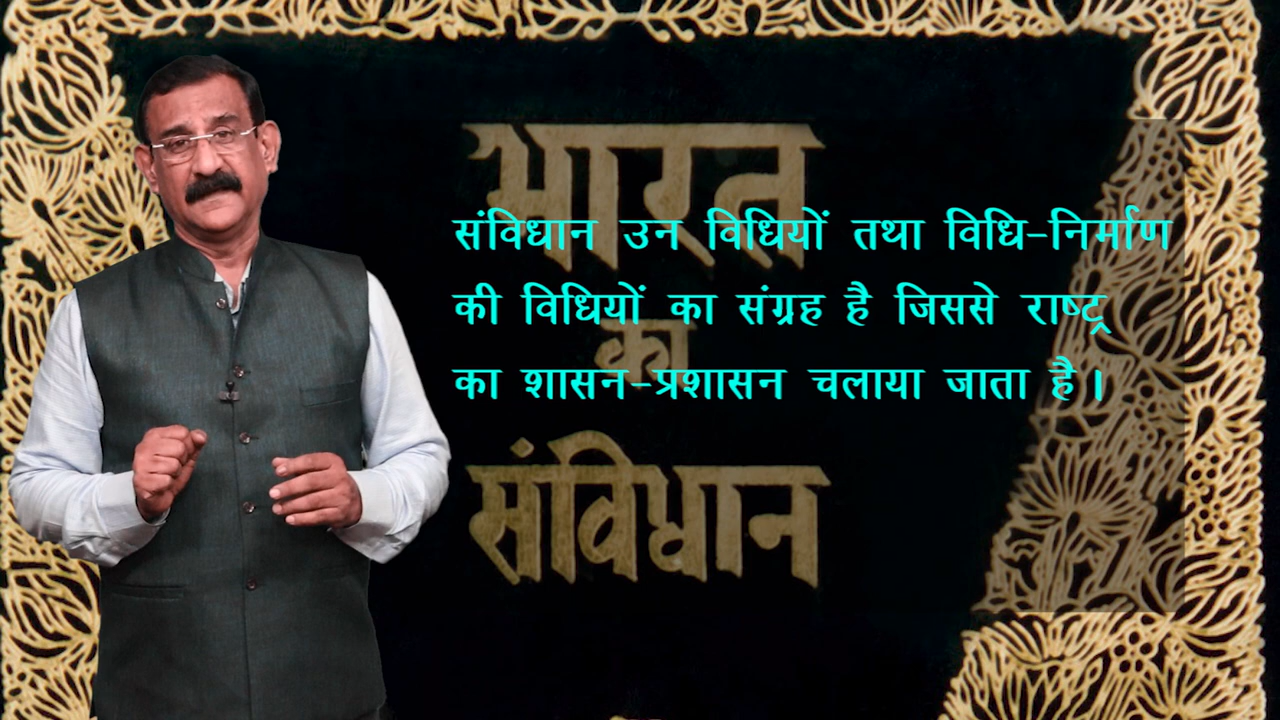 भारत
संविधान उन विधियों तथा विधि-निर्माण
की विधियों का संग्रह है जिससे राष्ट्र
का
का शासन-प्रशासन चलाया जाता है।
संविधान